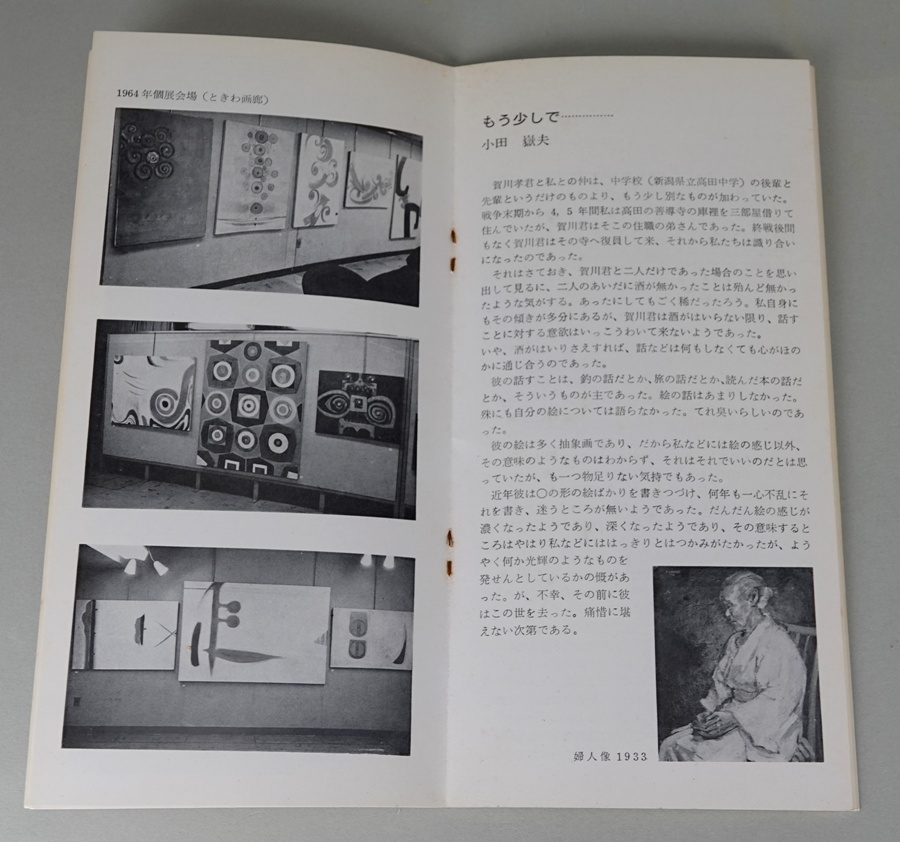 1964年個展会場（ときわ画廊）
もう少しで……………
小田　嶽夫
賀川孝君と私との仲は、中学校（新潟県立高田中学）の後輩と
先輩というだけのものより、もう少し別なものが加わっていた。
戦争末期から 4, 5 年間私は高田の善導寺の庫裡を三部屋借りて
住んでいたが、賀川君はそこの住職の弟さんであった。終戦後間
もなく賀川君はその寺へ復員して来、それから私たちは識り合い
になったのであった。
それはさておき、賀川君と二人だけであった場合のことを思い
出して見るに、二人のあいだに酒が無かったことは殆んど無かっ
たような気がする。あったにしてもごく稀だったろう。私自身に
もその傾きが多分にあるが、賀川君は酒がはいらない限り、話す
ことに対する意欲はいっこうわいて来ないようであった。
いや、酒がはいりさえすれば、話などは何もしなくても心がほの
かに通じ合うのであった。
彼の話すことは、釣の話だとか、旅の話だとか、読んだ本の話だ
とか、そういうものが主であった。絵の話はあまりしなかった。
殊にも自分の絵については語らなかった。てれ臭いらしいのであ
った。
彼の絵は多く抽象画であり、だから私などには絵の感じ以外、
その意味のようなものはわからず、それはそれでいいのだとは思
っていたが、も一つ物足りない気持でもあった。
近年彼は〇の形の絵ばかりを書きつづけ、何年も一心不乱にそ
れを書き、迷うところが無いようであった。だんだん絵の感じが
濃くなったようであり、深くなったようであり、その意味すると
ころはやはり私などにははっきりとはつかみがたかったが、よう
やく何か光輝のようなものを
発せんとしているかの慨があ
った。が、不幸、その前に彼
はこの世を去った。痛惜に堪
えない次第である。
婦人像 1933